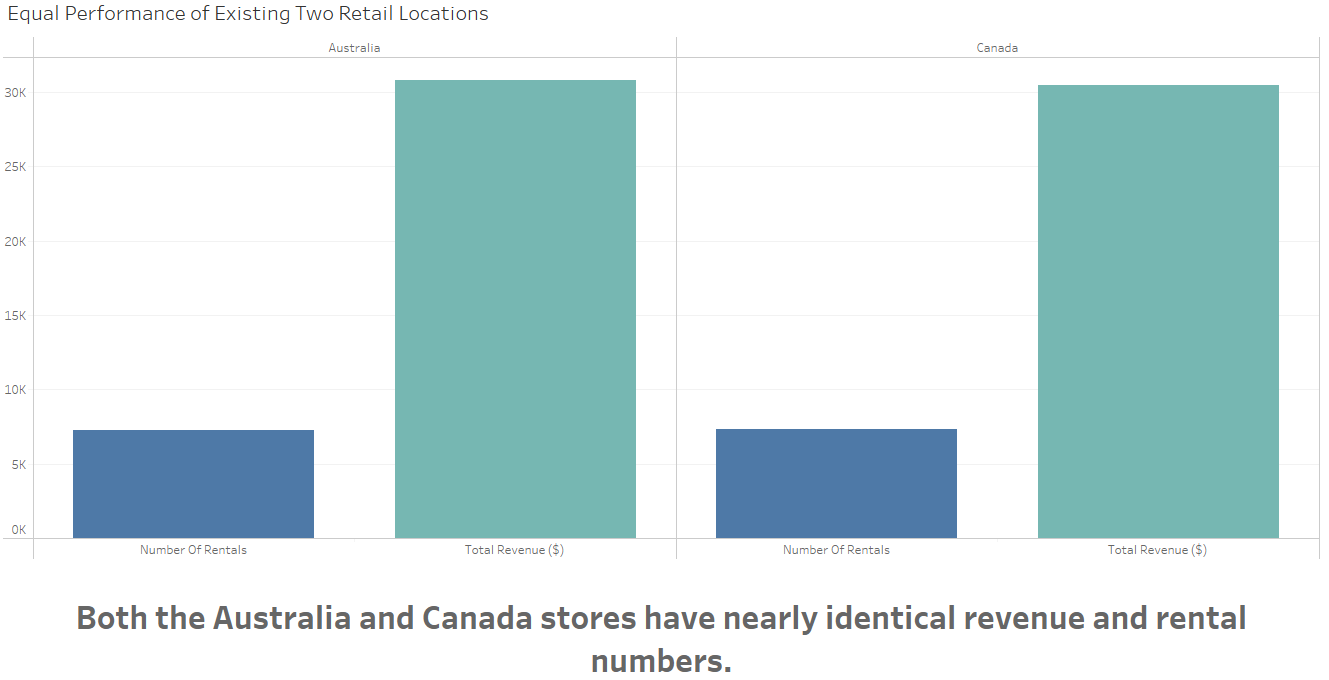 Equal Performance of Existing Two Retail Locations
Australia
Canada
30K
25K
20K
15K
10K
5K
0K
Number Of Rentals
Total Revenue ($)
Number Of Rentals
Total Revenue ($)
Both the Australia and Canada stores have nearly identical revenue and rental
numbers.